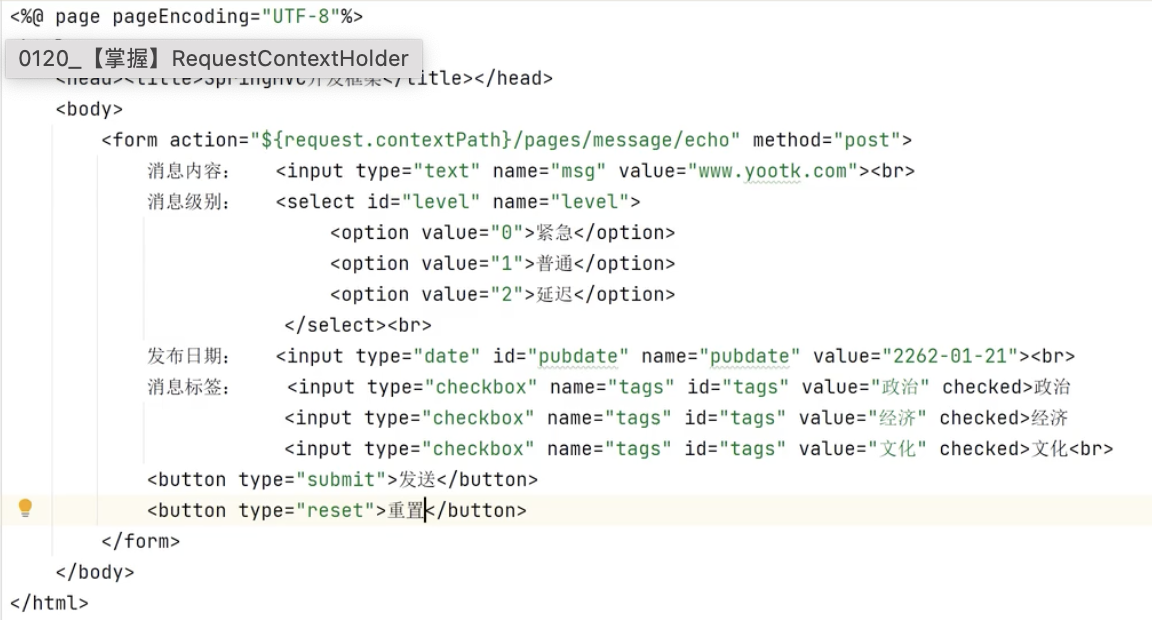 <%@ page pageEncoding="UTF-8"%>
0120_【掌握】RequestContextHolder
<head><title>SpringMVC开发框架</title></head>
<body>
<form action="${request.contextPath}/pages/message/echo" method="post">
消息内容： <input type="text" name="msg" value="www.yootk.com"><br>
消息级别： <select id="level" name="level">
<option value="0">紧急</option>
<option value="1">普通</option>
<option value="2">延迟</option>
</select><br>
发布日期： <input type="date" id="pubdate" name="pubdate" value="2262-01-21"><br>
消息标签： <input type="checkbox" name="tags" id="tags" value="政治" checked>政治
<input type="checkbox" name="tags" id="tags" value="经济" checked>经济
<input type="checkbox" name="tags" id="tags" value="文化" checked>文化<br>
<button type="submit">发送</button>
<button type="reset">重置</button>
</form>
</body>
</html>